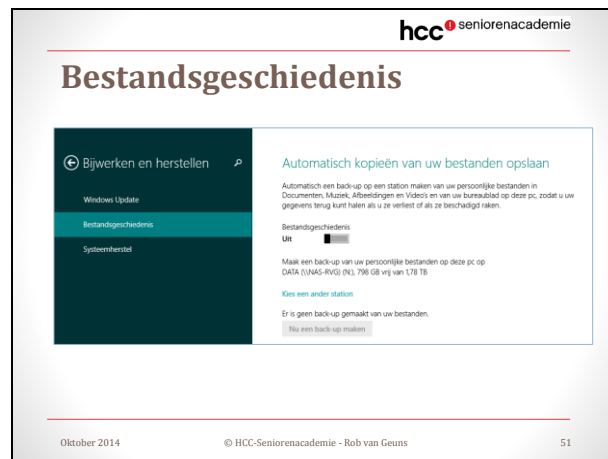 hcc! seniorenacademie
Bestandsgeschiedenis
Bijwerken en herstellen
Windows Update
Bestandsgeschiedenis
Systeemherstel
Automatisch kopieën van uw bestanden opslaan
Automatisch een back-up op een station maken van uw persoonlijke bestanden in
Documenten, Muziek, Afbeeldingen en Video's en van uw bureaublad op deze pc, zodat u uw
gegevens terug kunt halen als u ze verliest of als ze beschadigd raken.
Bestandsgeschiedenis
Uit
Maak een back-up van uw persoonlijke bestanden op deze pc op
DATA (\\NAS-RVG) (N:), 798 GB vrij van 1,78 TB
Kies een ander station
Er is geen back-up gemaakt van uw bestanden.
Nu een back-up maken
Oktober 2014 © HCC-Seniorenacademie - Rob van Geuns 51